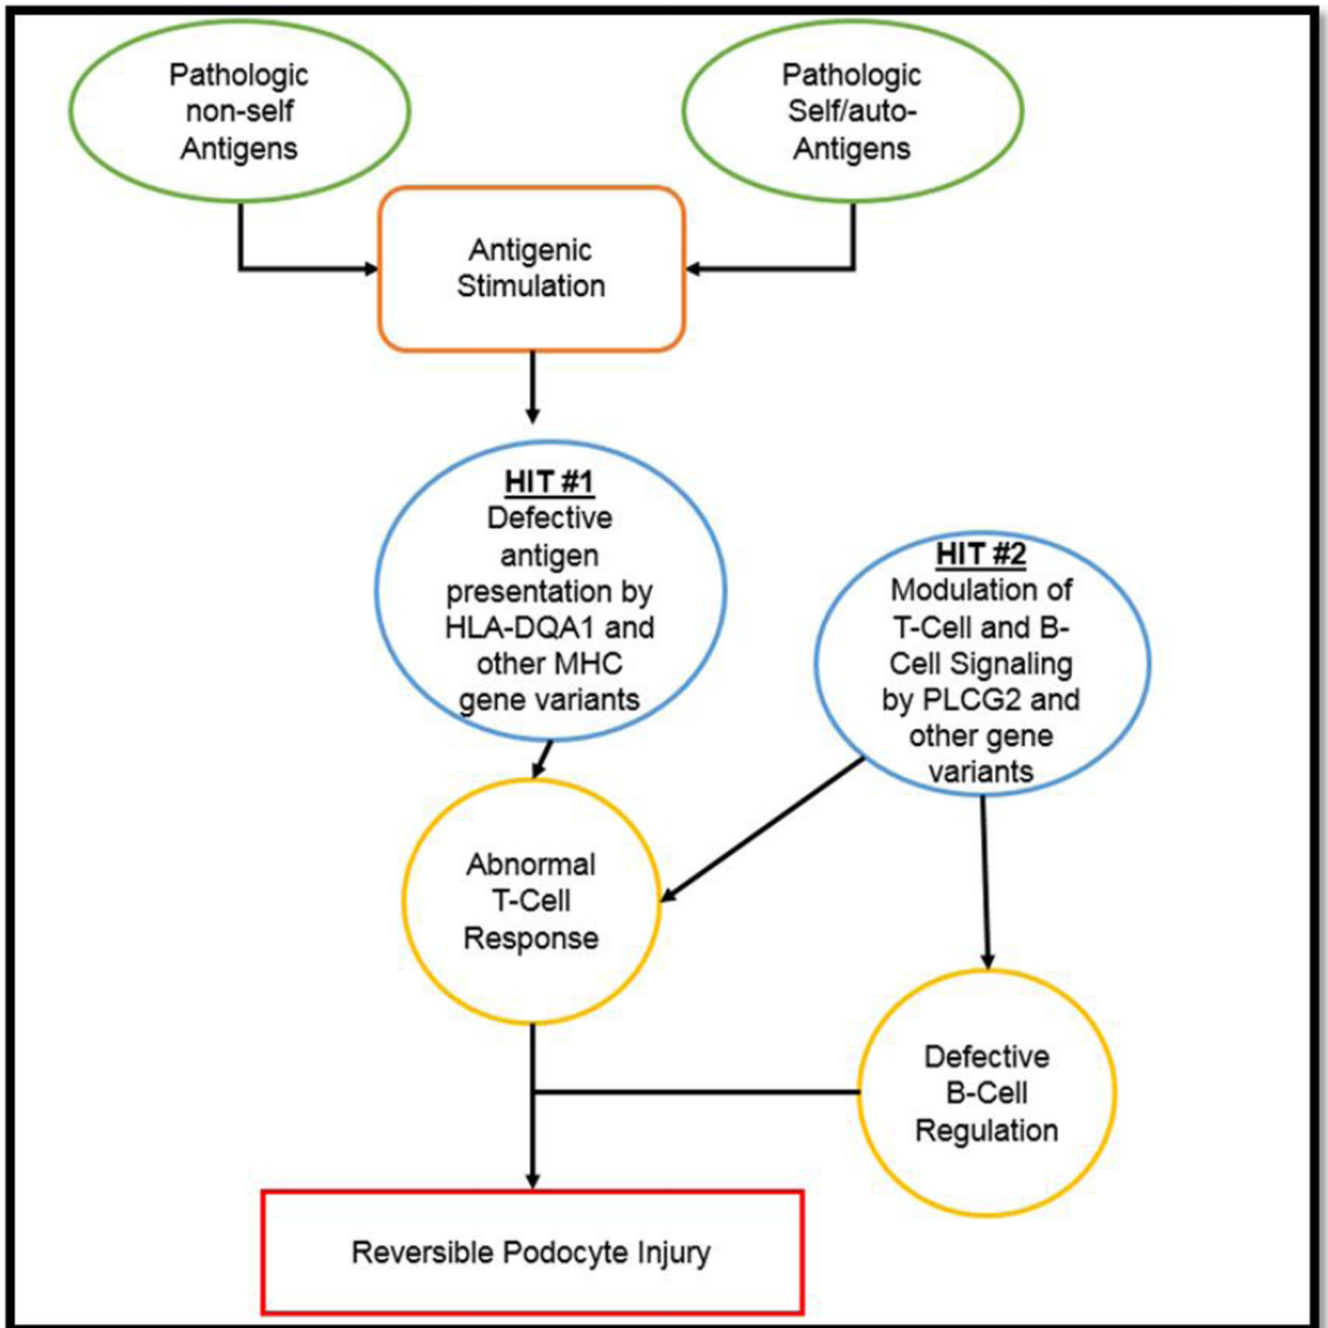 Pathologic
non-self
Antigens
Pathologic
Self/auto-
Antigens
Antigenic
Stimulation
HIT #1
Defective
antigen
presentation by
HLA-DQA1 and
other MHC
gene variants
HIT #2
Modulation of
T-Cell and B-
Cell Signaling
by PLCG2 and
other gene
variants
Abnormal
T-Cell
Response
Defective
B-Cell
Regulation
Reversible Podocyte Injury